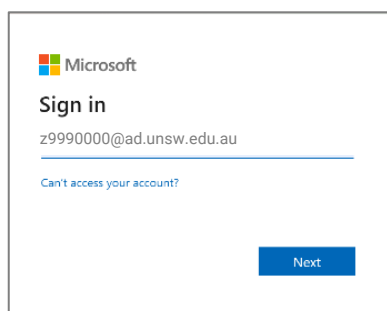 Microsoft
Sign in
z9990000@ad.unsw.edu.au
Can't access your account?
Next